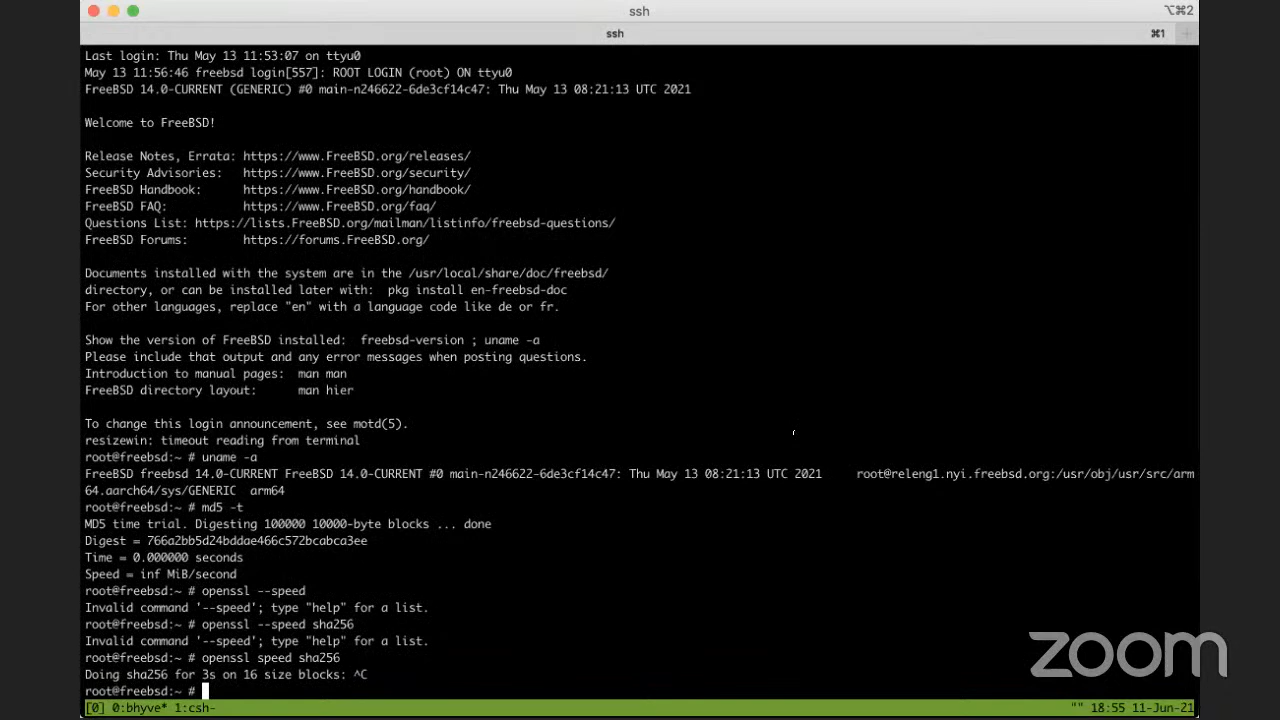 ssh
⌥⌘2
ssh
⌘1
Last login: Thu May 13 11:53:07 on ttyu0
May 13 11:56:46 freebsd login[557]: ROOT LOGIN (root) ON ttyu0
FreeBSD 14.0-CURRENT (GENERIC) #0 main-n246622-6de3cf14c47: Thu May 13 08:21:13 UTC 2021
Welcome to FreeBSD!
Release Notes, Errata: https://www.FreeBSD.org/releases/
Security Advisories:   https://www.FreeBSD.org/security/
FreeBSD Handbook:      https://www.FreeBSD.org/handbook/
FreeBSD FAQ:           https://www.FreeBSD.org/faq/
Questions List: https://lists.FreeBSD.org/mailman/listinfo/freebsd-questions/
FreeBSD Forums:        https://forums.FreeBSD.org/
Documents installed with the system are in the /usr/local/share/doc/freebsd/
directory, or can be installed later with:  pkg install en-freebsd-doc
For other languages, replace "en" with a language code like de or fr.
Show the version of FreeBSD installed:  freebsd-version ; uname -a
Please include that output and any error messages when posting questions.
Introduction to manual pages:  man man
FreeBSD directory layout:      man hier
To change this login announcement, see motd(5).
resizewin: timeout reading from terminal
root@freebsd:~ # uname -a
FreeBSD freebsd 14.0-CURRENT FreeBSD 14.0-CURRENT #0 main-n246622-6de3cf14c47: Thu May 13 08:21:13 UTC 2021     root@releng1.nyi.freebsd.org:/usr/obj/usr/src/arm
64.aarch64/sys/GENERIC  arm64
root@freebsd:~ # md5 -t
MD5 time trial. Digesting 100000 10000-byte blocks ... done
Digest = 766a2bb5d24bddae466c572bcabca3ee
Time = 0.000000 seconds
Speed = inf MiB/second
root@freebsd:~ # openssl --speed
Invalid command '--speed'; type "help" for a list.
root@freebsd:~ # openssl --speed sha256
Invalid command '--speed'; type "help" for a list.
root@freebsd:~ # openssl speed sha256
Doing sha256 for 3s on 16 size blocks: ^C
root@freebsd:~ #
[0] 0:bhyve* 1:csh-
"" 18:55 11-Jun-21
zoom